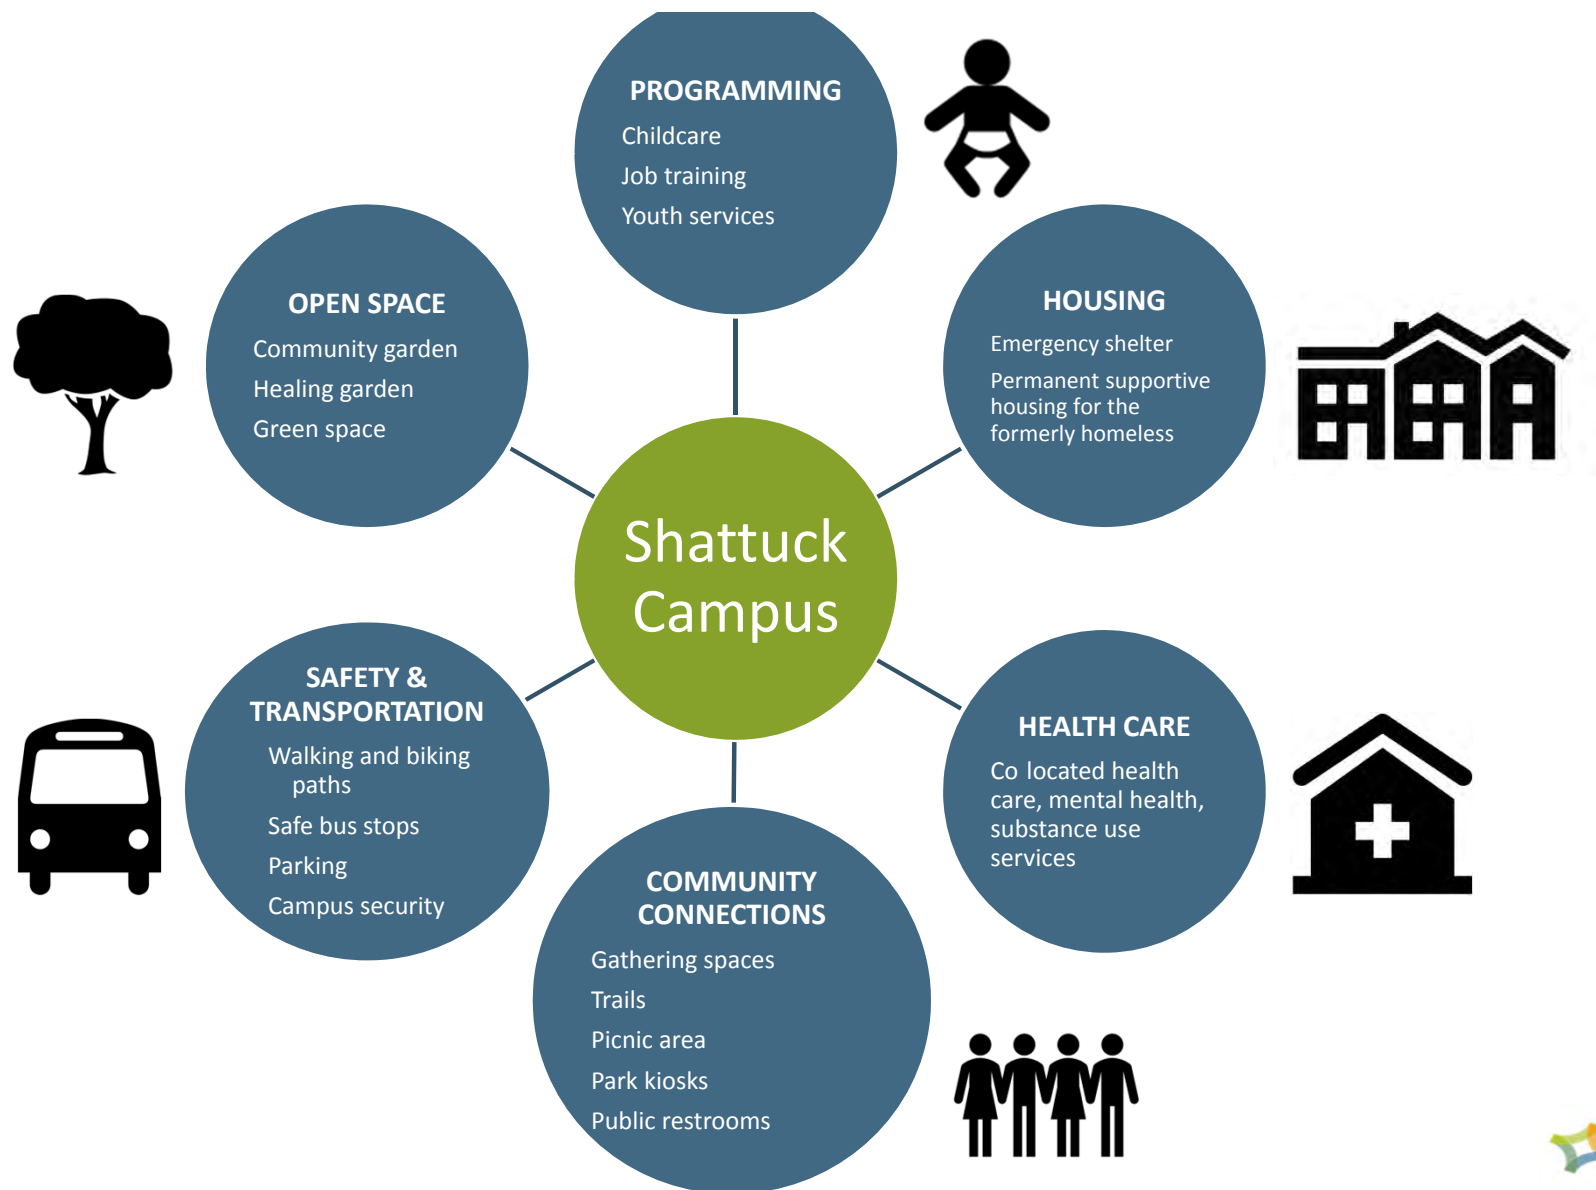 PROGRAMMING
Childcare
Job training
Youth services
OPEN SPACE
Community garden
Healing garden
Green space
HOUSING
Emergency shelter
Permanent supportive
housing for the
formerly homeless
Shattuck
Campus
SAFETY &
TRANSPORTATION
Walking and biking
paths
Safe bus stops
Parking
Campus security
HEALTH CARE
Co located health
care, mental health,
substance use
services
COMMUNITY
CONNECTIONS
Gathering spaces
Trails
Picnic area
Park kiosks
Public restrooms